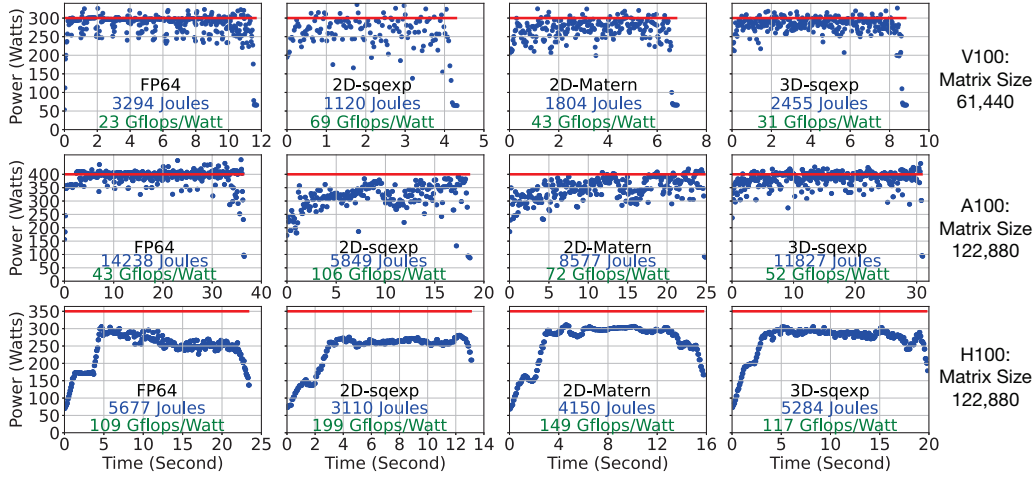 Power (Watts)
300
250
200
150
100
50
0
FP64
3294 Joules
23 Gflops/Watt
0 2 4 6 8 10 12
2D-sqexp
1120 Joules
69 Gflops/Watt
0 1 2 3 4 5
2D-Matern
1804 Joules
43 Gflops/Watt
0 2 4 6 8
3D-sqexp
2455 Joules
31 Gflops/Watt
0 2 4 6 8 10
V100:
Matrix Size
61,440
Power (Watts)
400
350
300
250
200
150
100
50
0
FP64
14238 Joules
43 Gflops/Watt
0 10 20 30 40
2D-sqexp
5849 Joules
106 Gflops/Watt
0 5 10 15 20
2D-Matern
8577 Joules
72 Gflops/Watt
0 5 10 15 20 25
3D-sqexp
11827 Joules
52 Gflops/Watt
0 10 20 30
A100:
Matrix Size
122,880
Power (Watts)
350
300
250
200
150
100
50
0
FP64
5677 Joules
109 Gflops/Watt
0 5 10 15 20 25
Time (Second)
2D-sqexp
3110 Joules
199 Gflops/Watt
0 2 4 6 8 10 12 14
Time (Second)
2D-Matern
4150 Joules
149 Gflops/Watt
0 4 8 12 16
Time (Second)
3D-sqexp
5284 Joules
117 Gflops/Watt
0 5 10 15 20
Time (Second)
H100:
Matrix Size
122,880